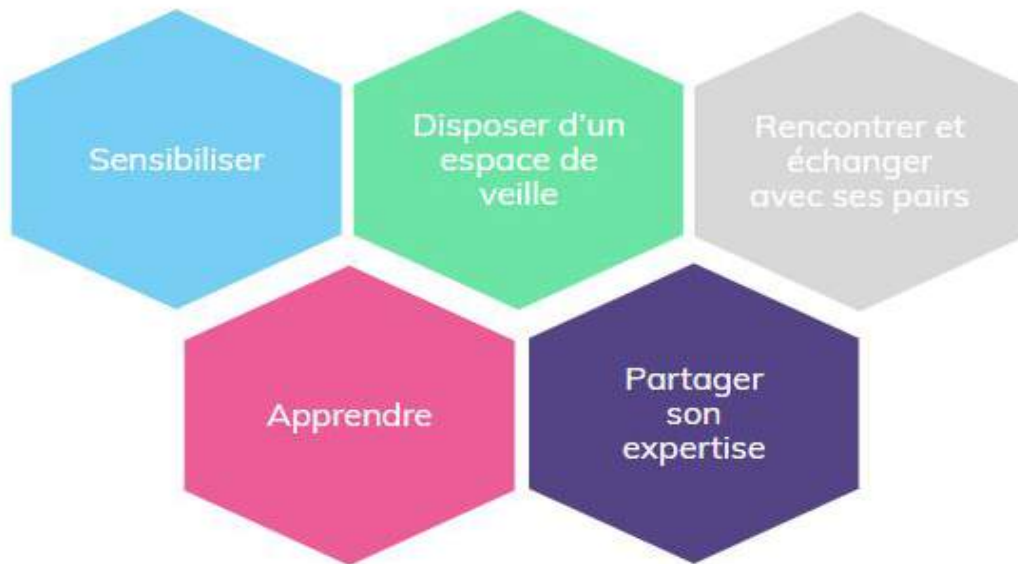 Sensibiliser
Disposer d'un
espace de
veille
Rencontrer et
échanger
avec ses pairs
Apprendre
Partager
son
expertise